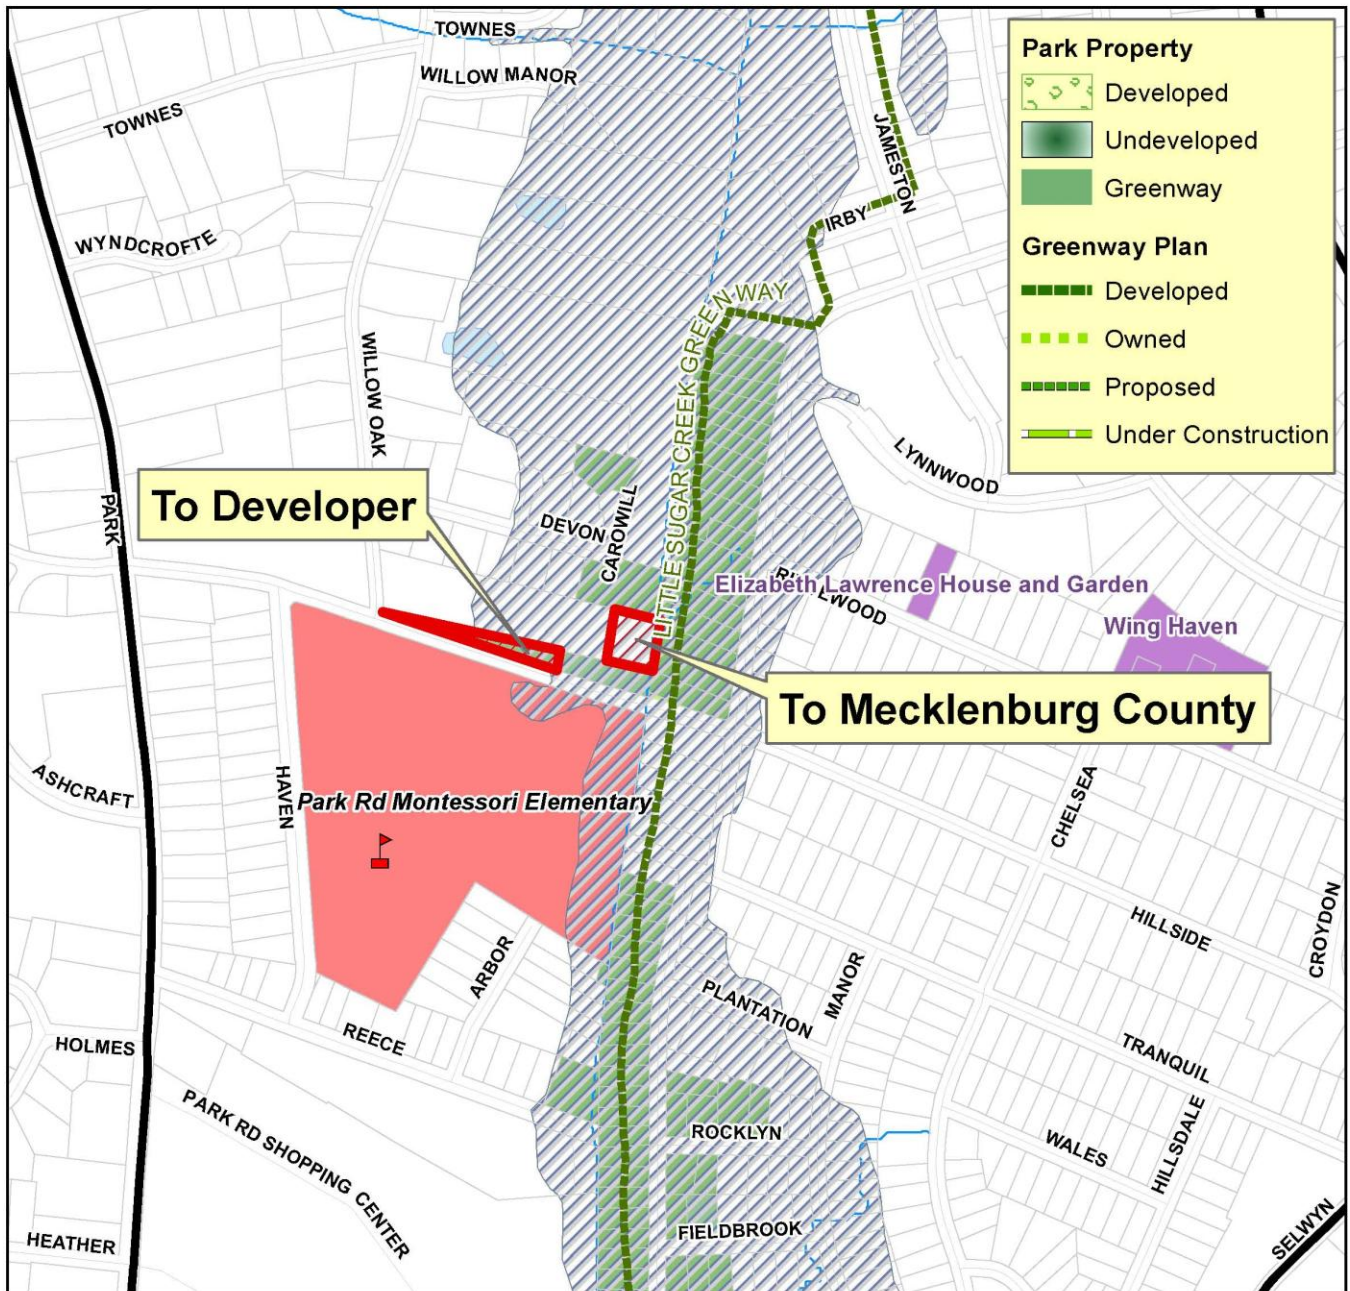 TOWNES
WILLOW MANOR
TOWNES
WYNDCROFTE
WILLOW OAK
PARK
JAMESTON
IRBY
LITTLE SUGAR CREEK GREENWAY
LYNNWOOD
Park Property
Developed
Undeveloped
Greenway
Greenway Plan
Developed
Owned
Proposed
Under Construction
To Developer
DEVON
CAROWILL
Elizabeth Lawrence House and Garden
Wing Haven
To Mecklenburg County
ASHCRAFT
HAVEN
Park Rd Montessori Elementary
CHELSEA
HILLSIDE
CROYDON
ARBOR
REECE
PLANTATION
MANOR
HOLMES
TRANQUIL
PARK RD SHOPPING CENTER
ROCKLYN
WALES
HILLSDALE
HEATHER
FIELDBROOK
SELWYN